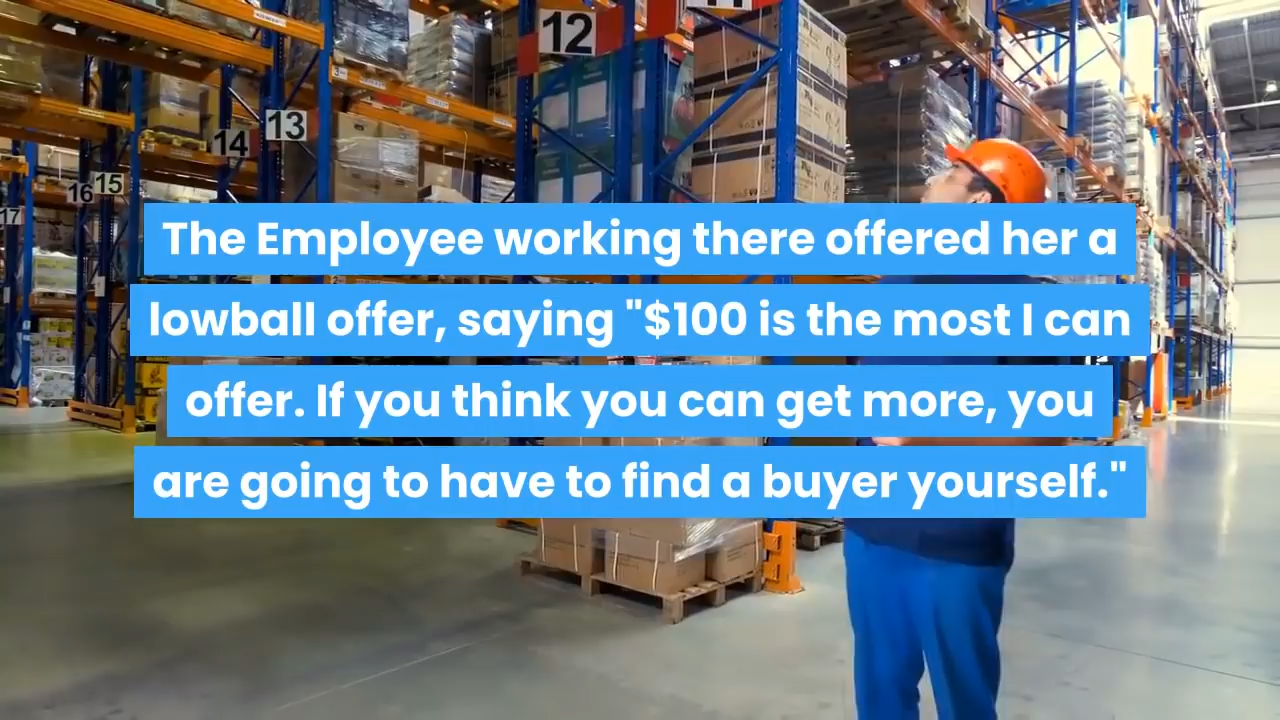 12
13
14
15
16
17
The Employee working there offered her a
lowball offer, saying "$100 is the most I can
offer. If you think you can get more, you
are going to have to find a buyer yourself."